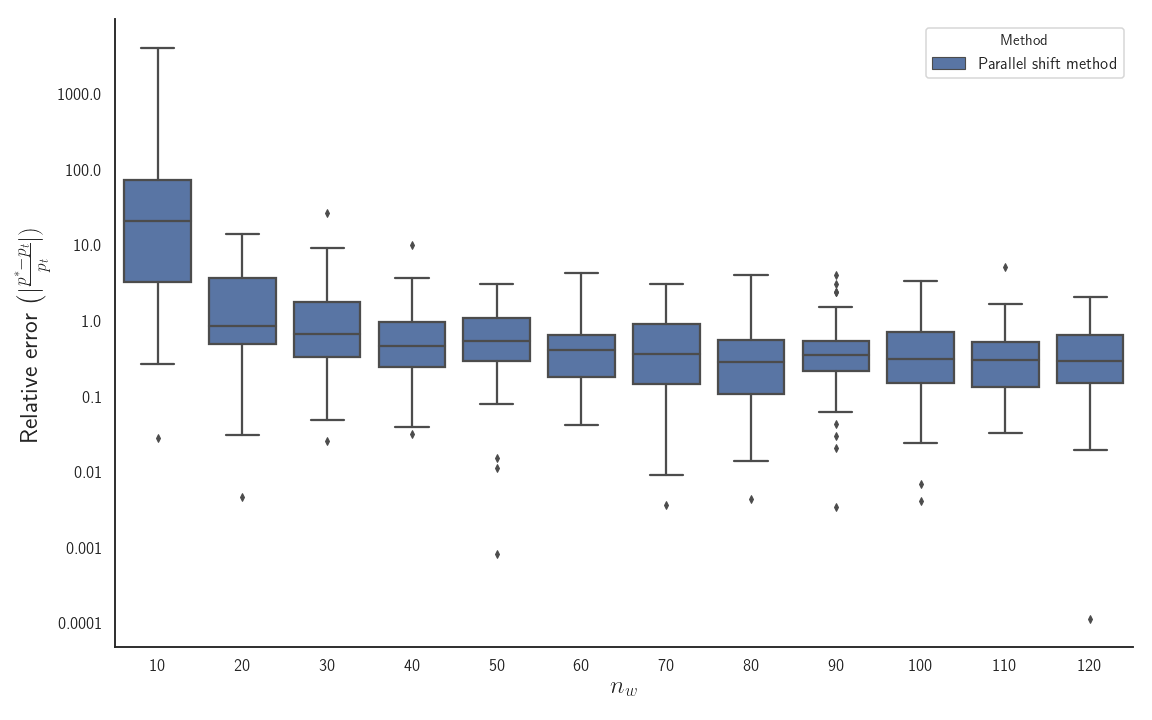 Method
Parallel shift method
Relative error (|\frac{p^*-p_t}{p_t}|)
1000.0
100.0
10.0
1.0
0.1
0.01
0.001
0.0001
10 20 30 40 50 60 70 80 90 100 110 120
n_w